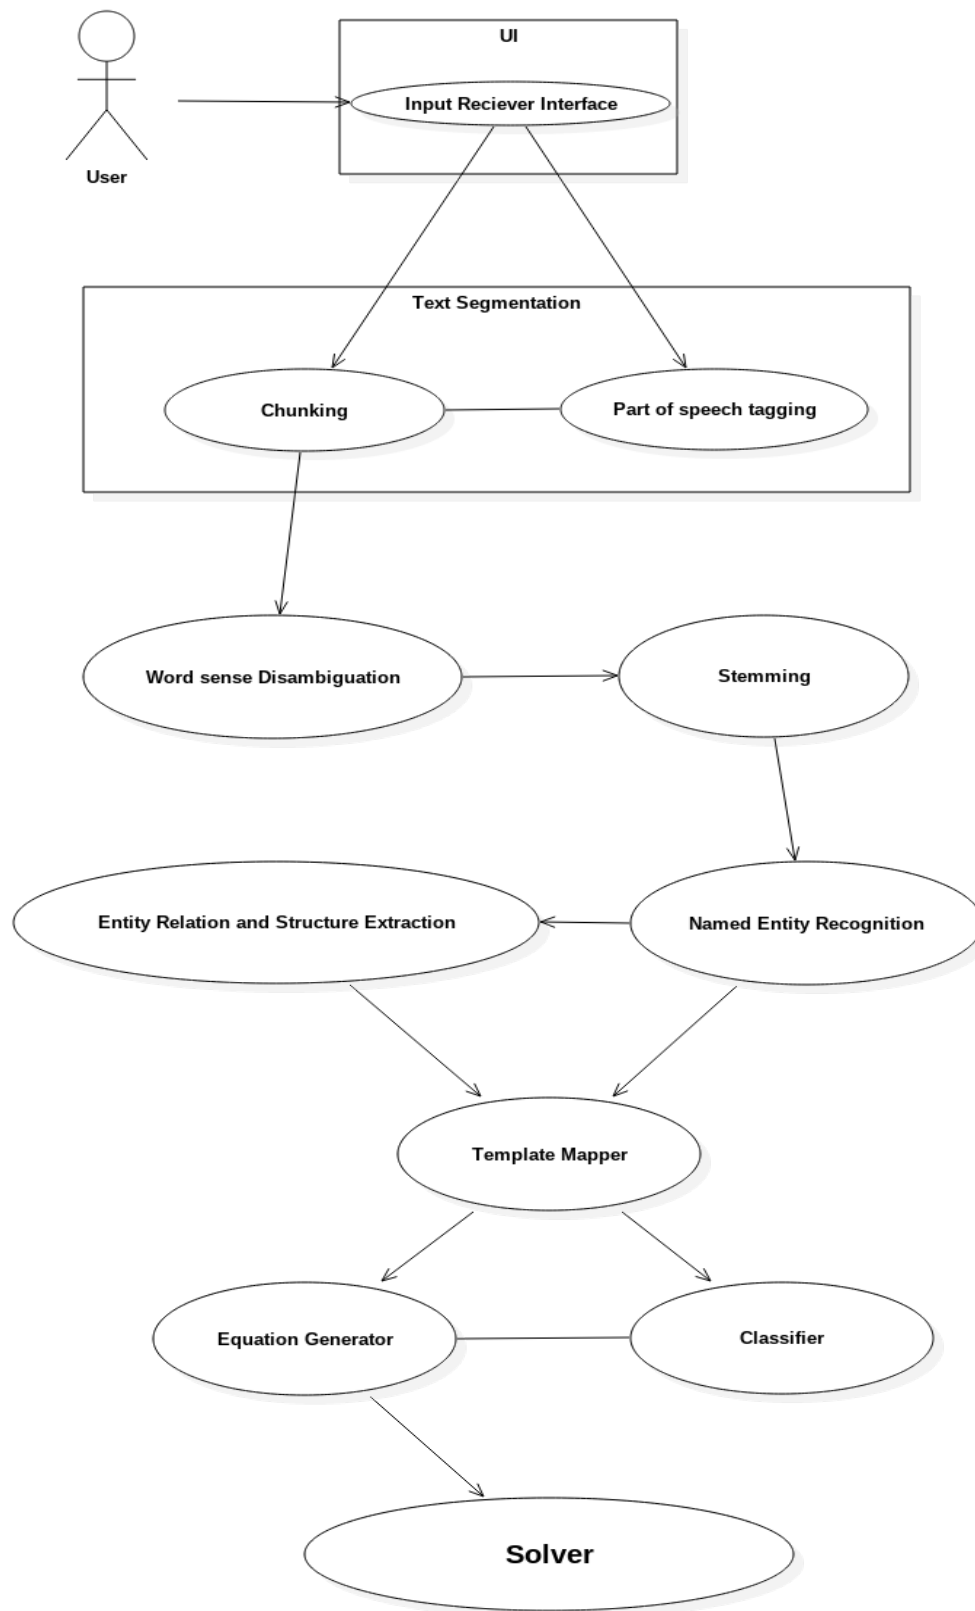 UI
Input Reciever Interface
User
Text Segmentation
Chunking
Part of speech tagging
Word sense Disambiguation
Stemming
Entity Relation and Structure Extraction
Named Entity Recognition
Template Mapper
Equation Generator
Classifier
Solver